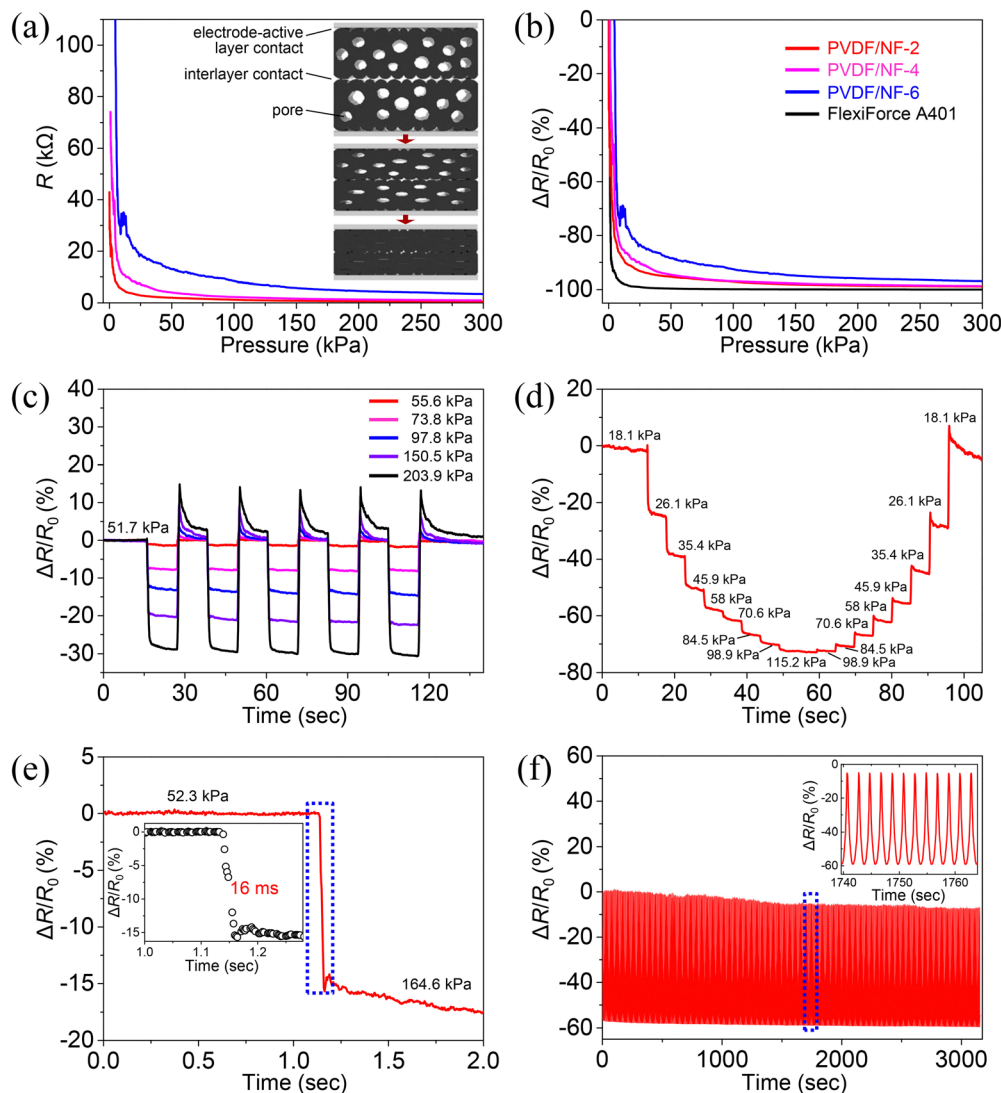 (a)
100
80
60
40
20
0
R (kΩ)
0 50 100 150 200 250 300
Pressure (kPa)
electrode-active
layer contact
interlayer contact
pore
(b)
0
-20
-40
-60
-80
-100
ΔR/R0 (%)
0 50 100 150 200 250 300
Pressure (kPa)
PVDF/NF-2
PVDF/NF-4
PVDF/NF-6
FlexiForce A401
(c)
40
30
20
10
0
-10
-20
-30
ΔR/R0 (%)
0 30 60 90 120
Time (sec)
55.6 kPa
73.8 kPa
97.8 kPa
150.5 kPa
203.9 kPa
51.7 kPa
(d)
20
0
-20
-40
-60
-80
ΔR/R0 (%)
0 20 40 60 80 100
Time (sec)
18.1 kPa
26.1 kPa
35.4 kPa
45.9 kPa
58 kPa
70.6 kPa
84.5 kPa
98.9 kPa
115.2 kPa
98.9 kPa
84.5 kPa
70.6 kPa
58 kPa
45.9 kPa
35.4 kPa
26.1 kPa
18.1 kPa
(e)
5
0
-5
-10
-15
-20
ΔR/R0 (%)
0.0 0.5 1.0 1.5 2.0
Time (sec)
52.3 kPa
164.6 kPa
0
-5
-10
-15
ΔR/R0 (%)
1.0 1.1 1.2
Time (sec)
16 ms
(f)
60
40
20
0
-20
-40
-60
ΔR/R0 (%)
0 1000 2000 3000
Time (sec)
0
-20
-40
-60
ΔR/R0 (%)
1740 1750 1760
Time (sec)